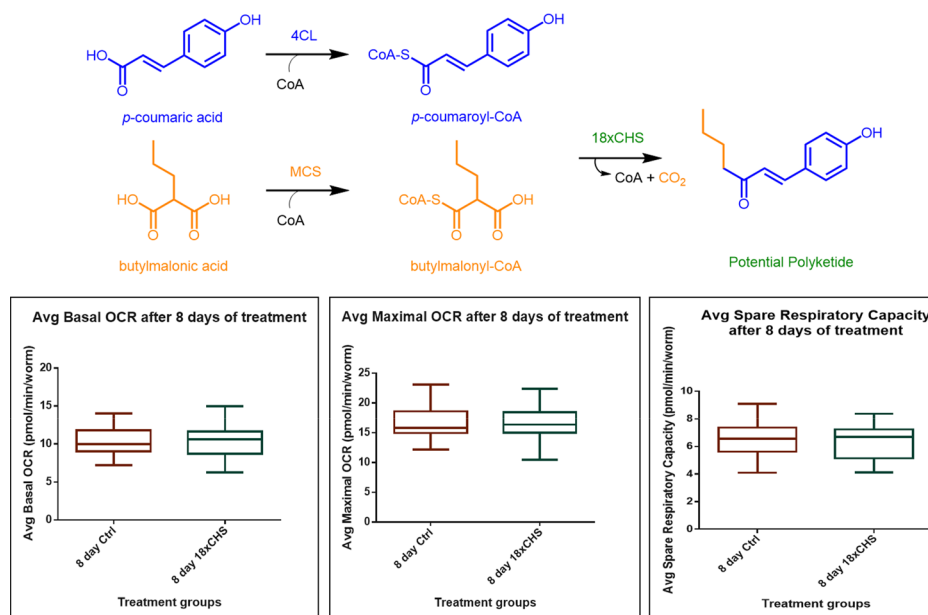 OH
HO
O
4CL
CoA
CoA-S
O
OH
p-coumaric acid
p-coumaroyl-CoA
HO
OH
O
O
MCS
CoA
CoA-S
OH
O
O
18xCHS
CoA + CO2
O
OH
butylmalonic acid
butylmalonyl-CoA
Potential Polyketide
Avg Basal OCR after 8 days of treatment
Avg Basal OCR (pmol/min/worm)
20
15
10
5
0
8 day Ctrl
8 day 18xCHS
Treatment groups
Avg Maximal OCR after 8 days of treatment
Avg Maximal OCR (pmol/min/worm)
25
20
15
10
5
0
8 day Ctrl
8 day 18xCHS
Treatment groups
Avg Spare Respiratory Capacity
after 8 days of treatment
Avg Spare Respiratory Capacity (pmol/min/worm)
10
8
6
4
2
0
8 day Ctrl
8 day 18xCHS
Treatment groups